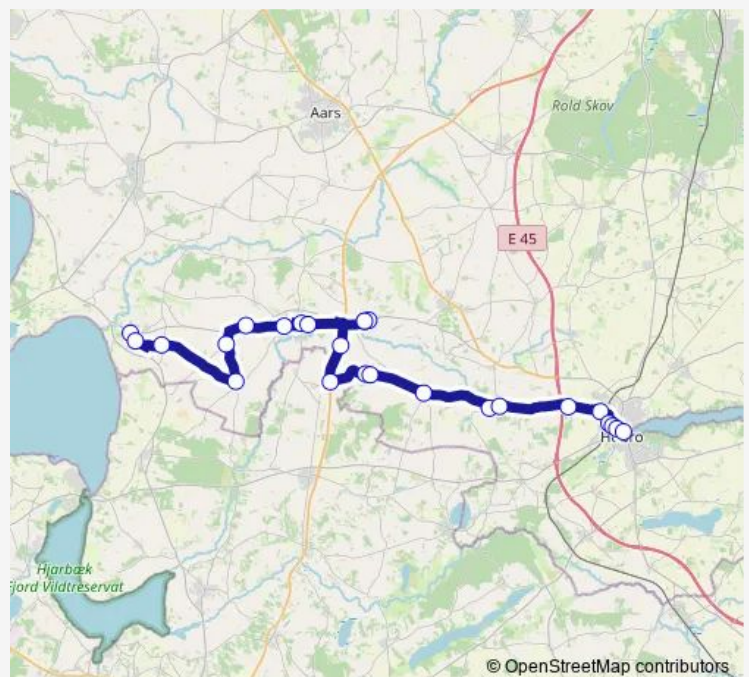 Aars
Rold Skov
E 45
Hjarbæk
Fjord Vildtreservat
© OpenStreetMap contributors